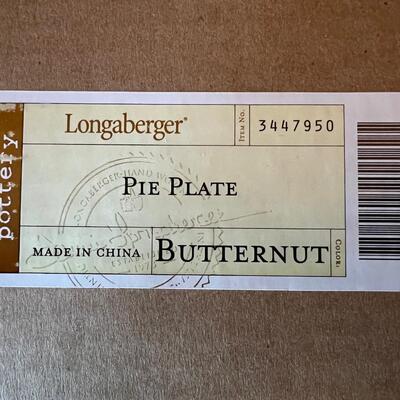 pottery
Longaberger®
ITEM NO. 3447950
PIE PLATE
MADE IN CHINA BUTTERNUT COLOR: